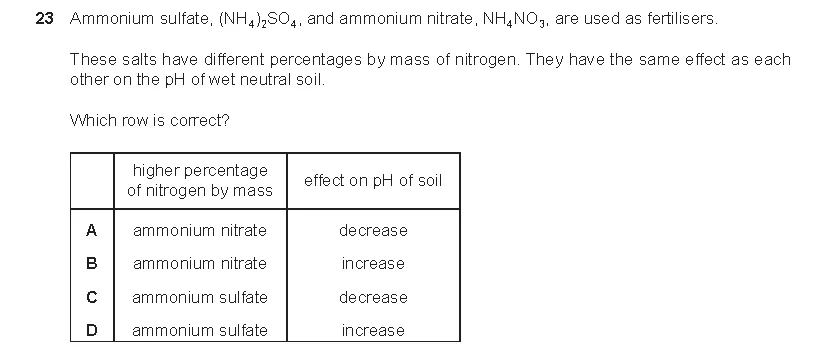 23 Ammonium sulfate, (NH₄)₂SO₄, and ammonium nitrate, NH₄NO₃, are used as fertilisers.
These salts have different percentages by mass of nitrogen. They have the same effect as each
other on the pH of wet neutral soil.
Which row is correct?
higher percentage
of nitrogen by mass
effect on pH of soil
A ammonium nitrate decrease
B ammonium nitrate increase
C ammonium sulfate decrease
D ammonium sulfate increase